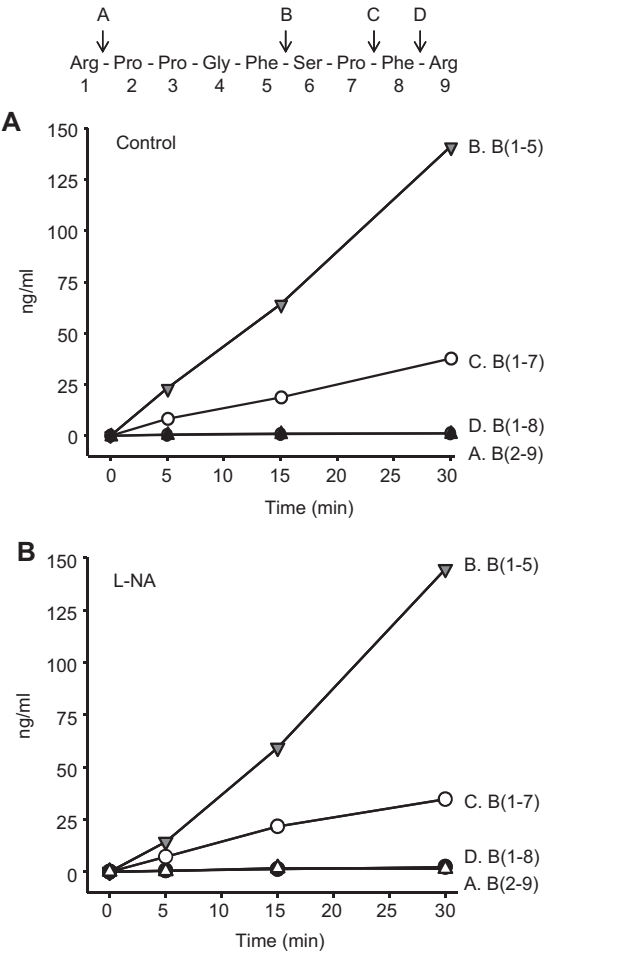 A B C D
Arg - Pro - Pro - Gly - Phe - Ser - Pro - Phe - Arg
1 2 3 4 5 6 7 8 9
A
Control
150
125
100
75
50
25
0
ng/ml
B. B(1-5)
C. B(1-7)
D. B(1-8)
A. B(2-9)
0 5 10 15 20 25 30
Time (min)
B
L-NA
150
125
100
75
50
25
0
ng/ml
B. B(1-5)
C. B(1-7)
D. B(1-8)
A. B(2-9)
0 5 10 15 20 25 30
Time (min)